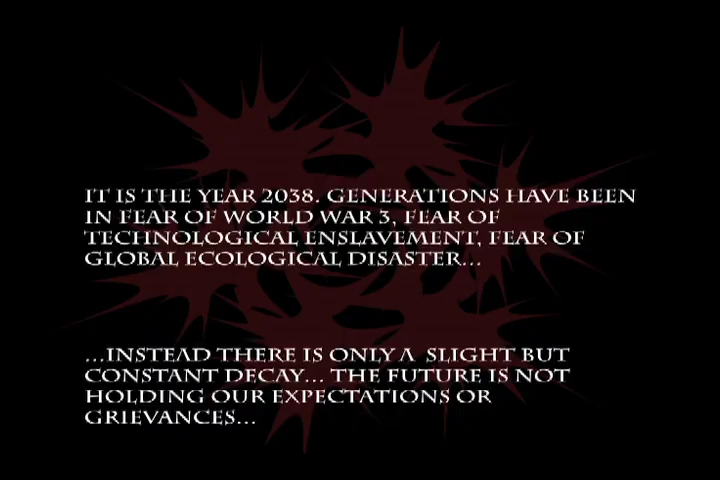 IT IS THE YEAR 2038. GENERATIONS HAVE BEEN
IN FEAR OF WORLD WAR 3, FEAR OF
TECHNOLOGICAL ENSLAVEMENT, FEAR OF
GLOBAL ECOLOGICAL DISASTER...
...INSTEAD THERE IS ONLY A SLIGHT BUT
CONSTANT DECAY... THE FUTURE IS NOT
HOLDING OUR EXPECTATIONS OR
GRIEVANCES...